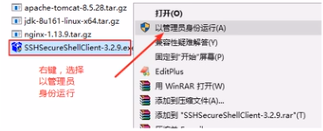 apache-tomcat-8.5.28.tar.gz
jdk-8u161-linux-x64.tar.gz
nginx-1.13.9.tar.gz
SSHSecureShellClient-3.2.9.exe
右键，选择
以管理员
身份运行
打开(O)
以管理员身份运行(A)
兼容性疑难解答(Y)
固定到"开始"屏幕(P)
EditPlus
用 WinRAR 打开(W)
添加到压缩文件(A)...
添加到 "SSHSecureShellClient-3.2.9.rar"(T)